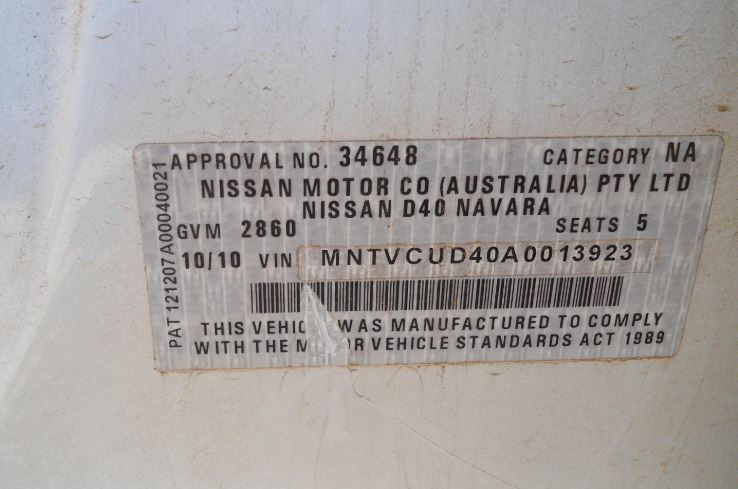 APPROVAL NO. 34648 CATEGORY NA
NISSAN MOTOR CO (AUSTRALIA) PTY LTD
NISSAN D40 NAVARA
GVM 2860 SEATS 5
10/10 VIN MNTVCUD40A0013923
THIS VEHIC WAS MANUFACTURED TO COMPLY
WITH THE M R VEHICLE STANDARDS ACT 1989
PAT 121207A00040021